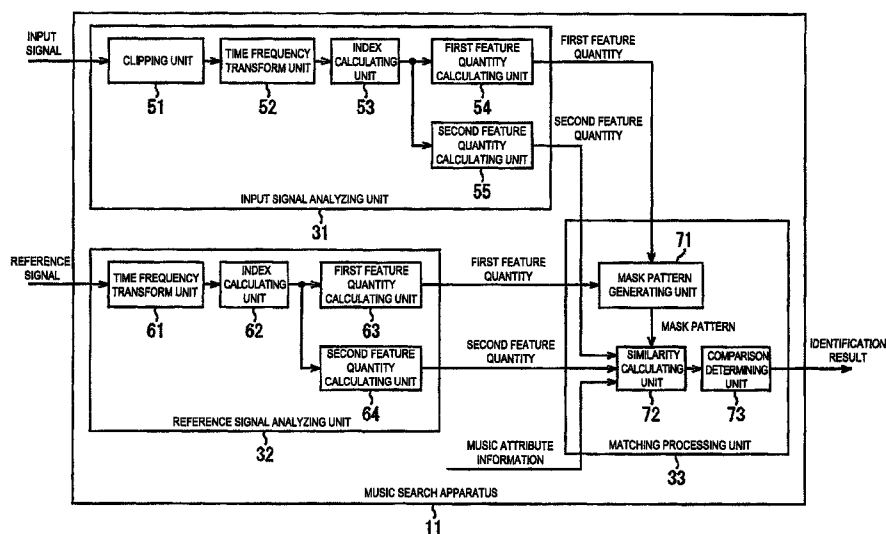 INPUT
SIGNAL
CLIPPING UNIT
51
TIME FREQUENCY
TRANSFORM UNIT
52
INDEX
CALCULATING
UNIT
53
FIRST FEATURE
QUANTITY
CALCULATING UNIT
54
FIRST FEATURE
QUANTITY
SECOND FEATURE
QUANTITY
CALCULATING UNIT
55
SECOND FEATURE
QUANTITY
INPUT SIGNAL ANALYZING UNIT
31
REFERENCE
SIGNAL
TIME FREQUENCY
TRANSFORM UNIT
61
INDEX
CALCULATING
UNIT
62
FIRST FEATURE
QUANTITY
CALCULATING UNIT
63
FIRST FEATURE
QUANTITY
SECOND FEATURE
QUANTITY
CALCULATING UNIT
64
SECOND FEATURE
QUANTITY
REFERENCE SIGNAL ANALYZING UNIT
32
71
MASK PATTERN
GENERATING UNIT
MASK PATTERN
SIMILARITY
CALCULATING
UNIT
72
COMPARISON
DETERMINING
UNIT
73
IDENTIFICATION
RESULT
MUSIC ATTRIBUTE
INFORMATION
MATCHING PROCESSING UNIT
33
MUSIC SEARCH APPARATUS
11